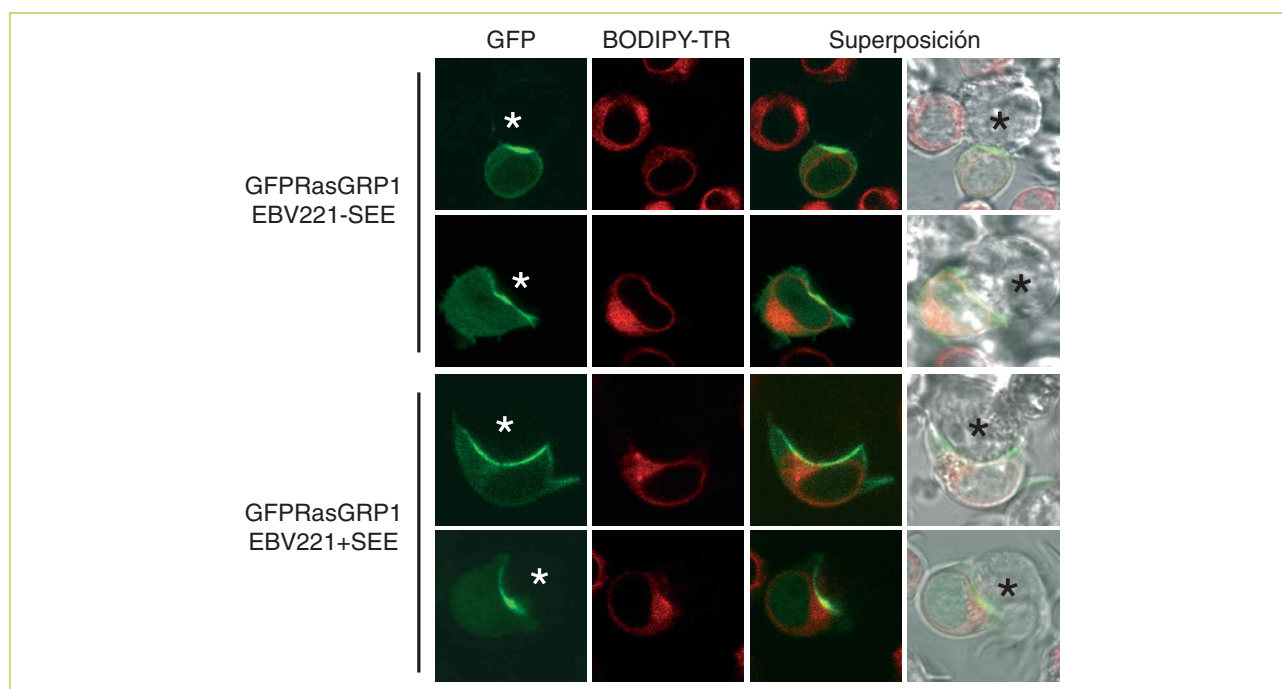 GFP BODIPY-TR Superposición
GFPRasGRP1
EBV221-SEE
GFPRasGRP1
EBV221+SEE